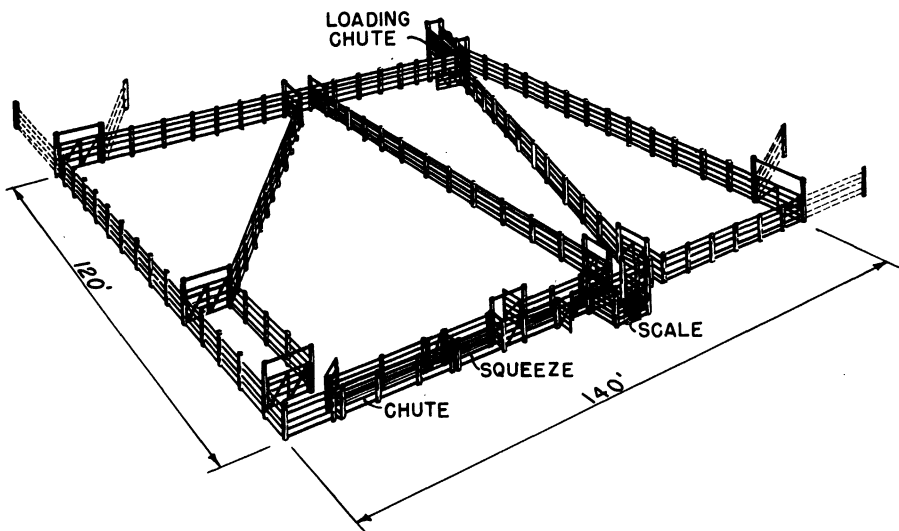 LOADING
CHUTE
120'
SCALE
SQUEEZE
140'
CHUTE